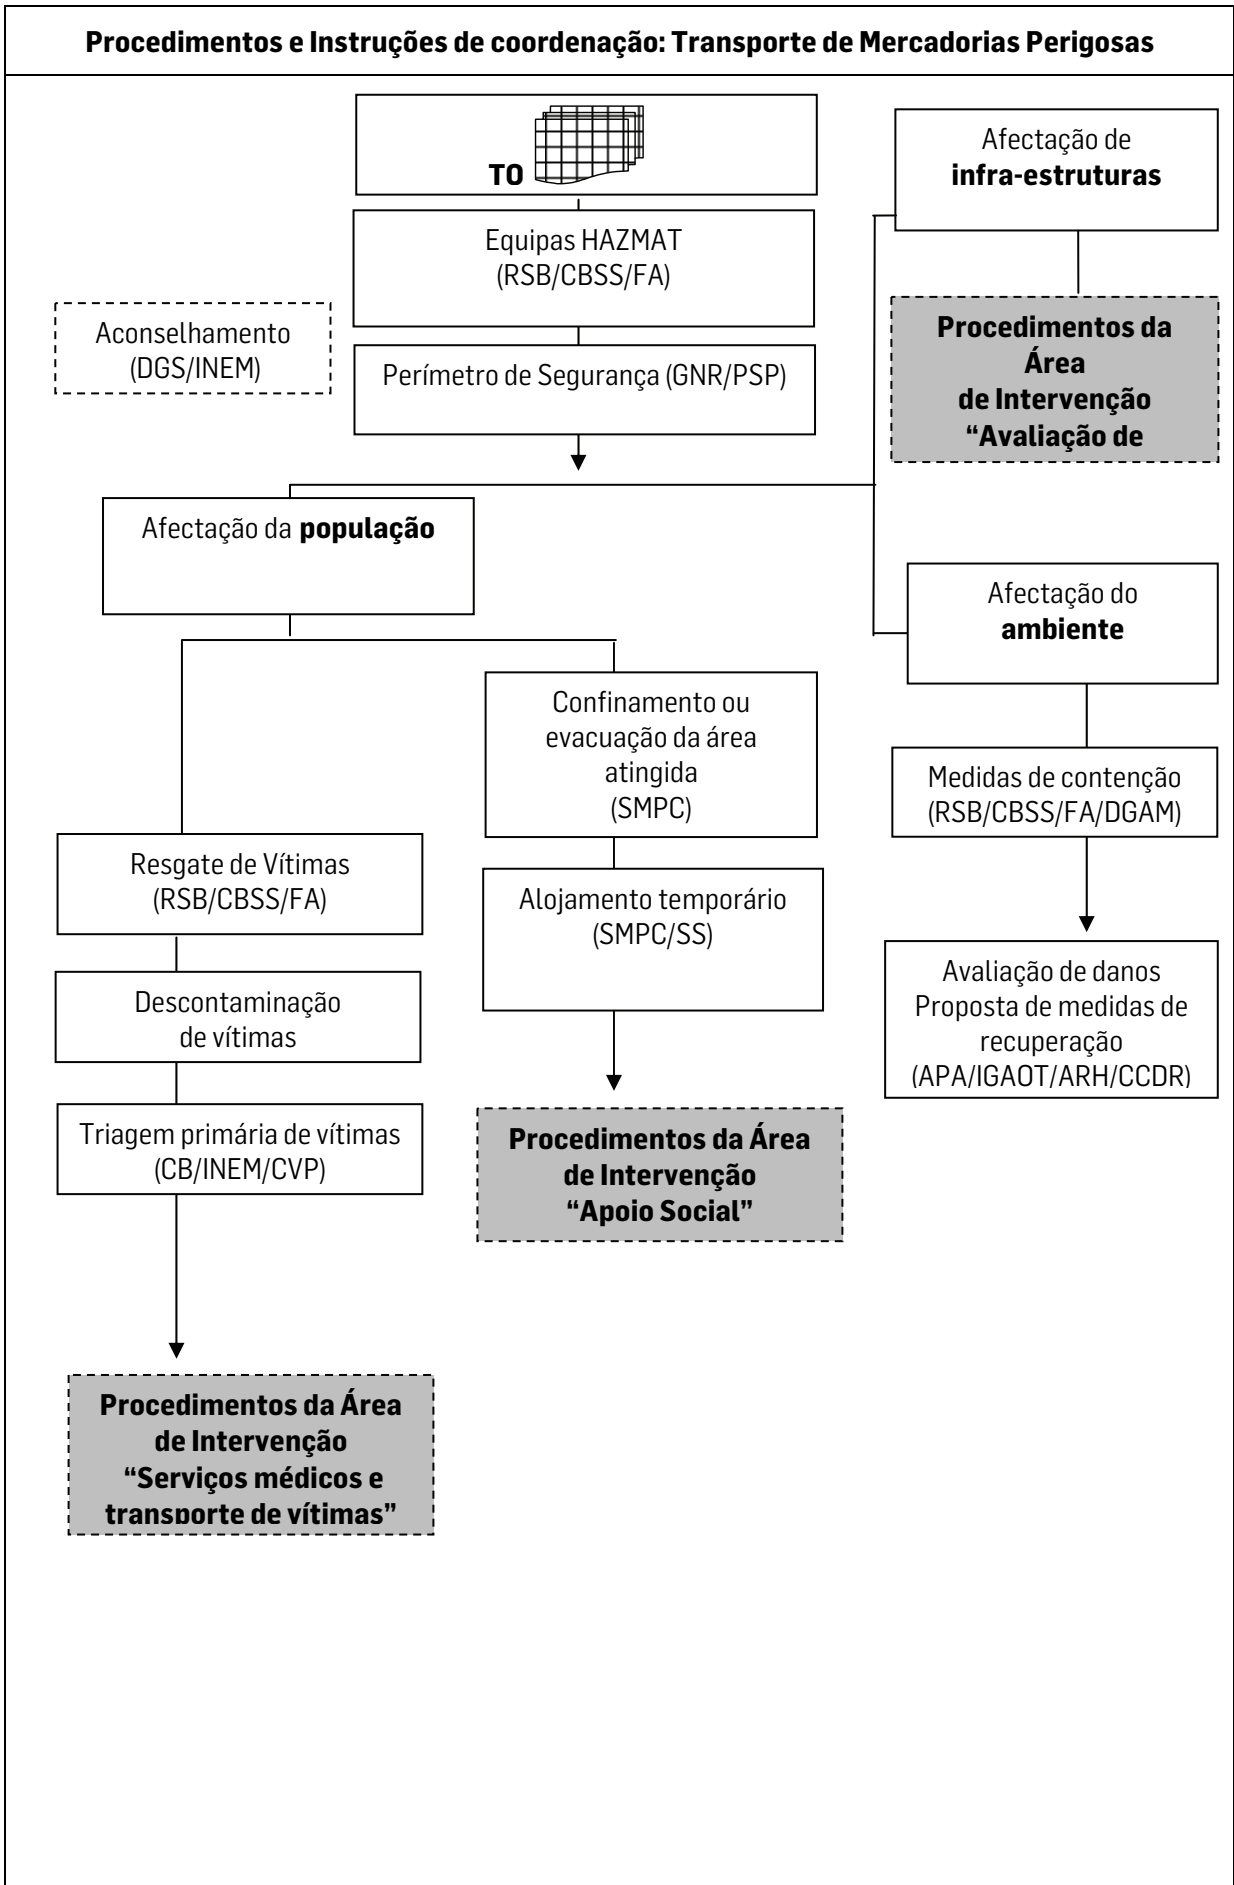 Procedimentos e Instruções de coordenação: Transporte de Mercadorias Perigosas
TO
Equipas HAZMAT
(RSB/CBSS/FA)
Aconselhamento
(DGS/INEM)
Perímetro de Segurança (GNR/PSP)
Afectação de
infra-estruturas
Procedimentos da
Área
de Intervenção
“Avaliação de
Afectação da população
Afectação do
ambiente
Confinamento ou
evacuação da área
atingida
(SMPC)
Medidas de contenção
(RSB/CBSS/FA/DGAM)
Resgate de Vítimas
(RSB/CBSS/FA)
Alojamento temporário
(SMPC/SS)
Avaliação de danos
Proposta de medidas de
recuperação
(APA/IGAOT/ARH/CCDR)
Descontaminação
de vítimas
Triagem primária de vítimas
(CB/INEM/CVP)
Procedimentos da Área
de Intervenção
“Apoio Social”
Procedimentos da Área
de Intervenção
“Serviços médicos e
transporte de vítimas”